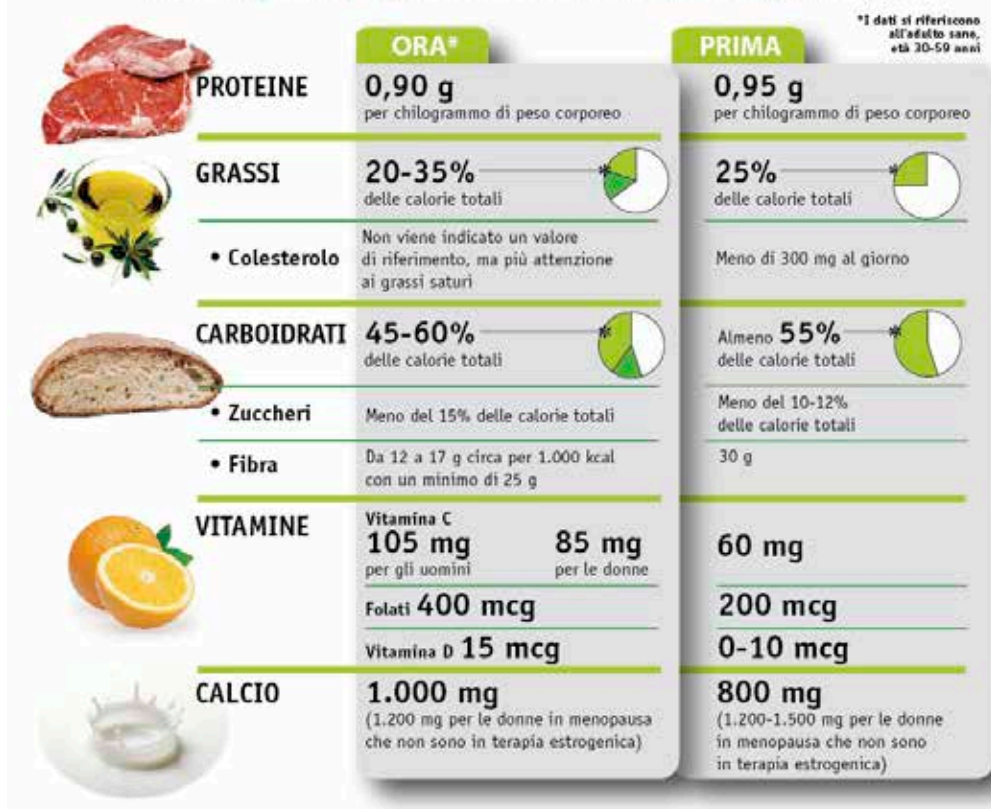 *I dati si riferiscono
all'adulto sano,
età 30-59 anni
ORA*
PRIMA
PROTEINE
0,90 g
per chilogrammo di peso corporeo
0,95 g
per chilogrammo di peso corporeo
GRASSI
20-35%
delle calorie totali
*
25%
delle calorie totali
*
• Colesterolo
Non viene indicato un valore
di riferimento, ma più attenzione
ai grassi saturi
Meno di 300 mg al giorno
CARBOIDRATI
45-60%
delle calorie totali
*
Almeno 55%
delle calorie totali
*
• Zuccheri
Meno del 15% delle calorie totali
Meno del 10-12%
delle calorie totali
• Fibra
Da 12 a 17 g circa per 1.000 kcal
con un minimo di 25 g
30 g
VITAMINE
Vitamina C
105 mg
per gli uomini
85 mg
per le donne
60 mg
Folati 400 mcg
200 mcg
Vitamina D 15 mcg
0-10 mcg
CALCIO
1.000 mg
(1.200 mg per le donne in menopausa
che non sono in terapia estrogenica)
800 mg
(1.200-1.500 mg per le donne
in menopausa che non sono
in terapia estrogenica)